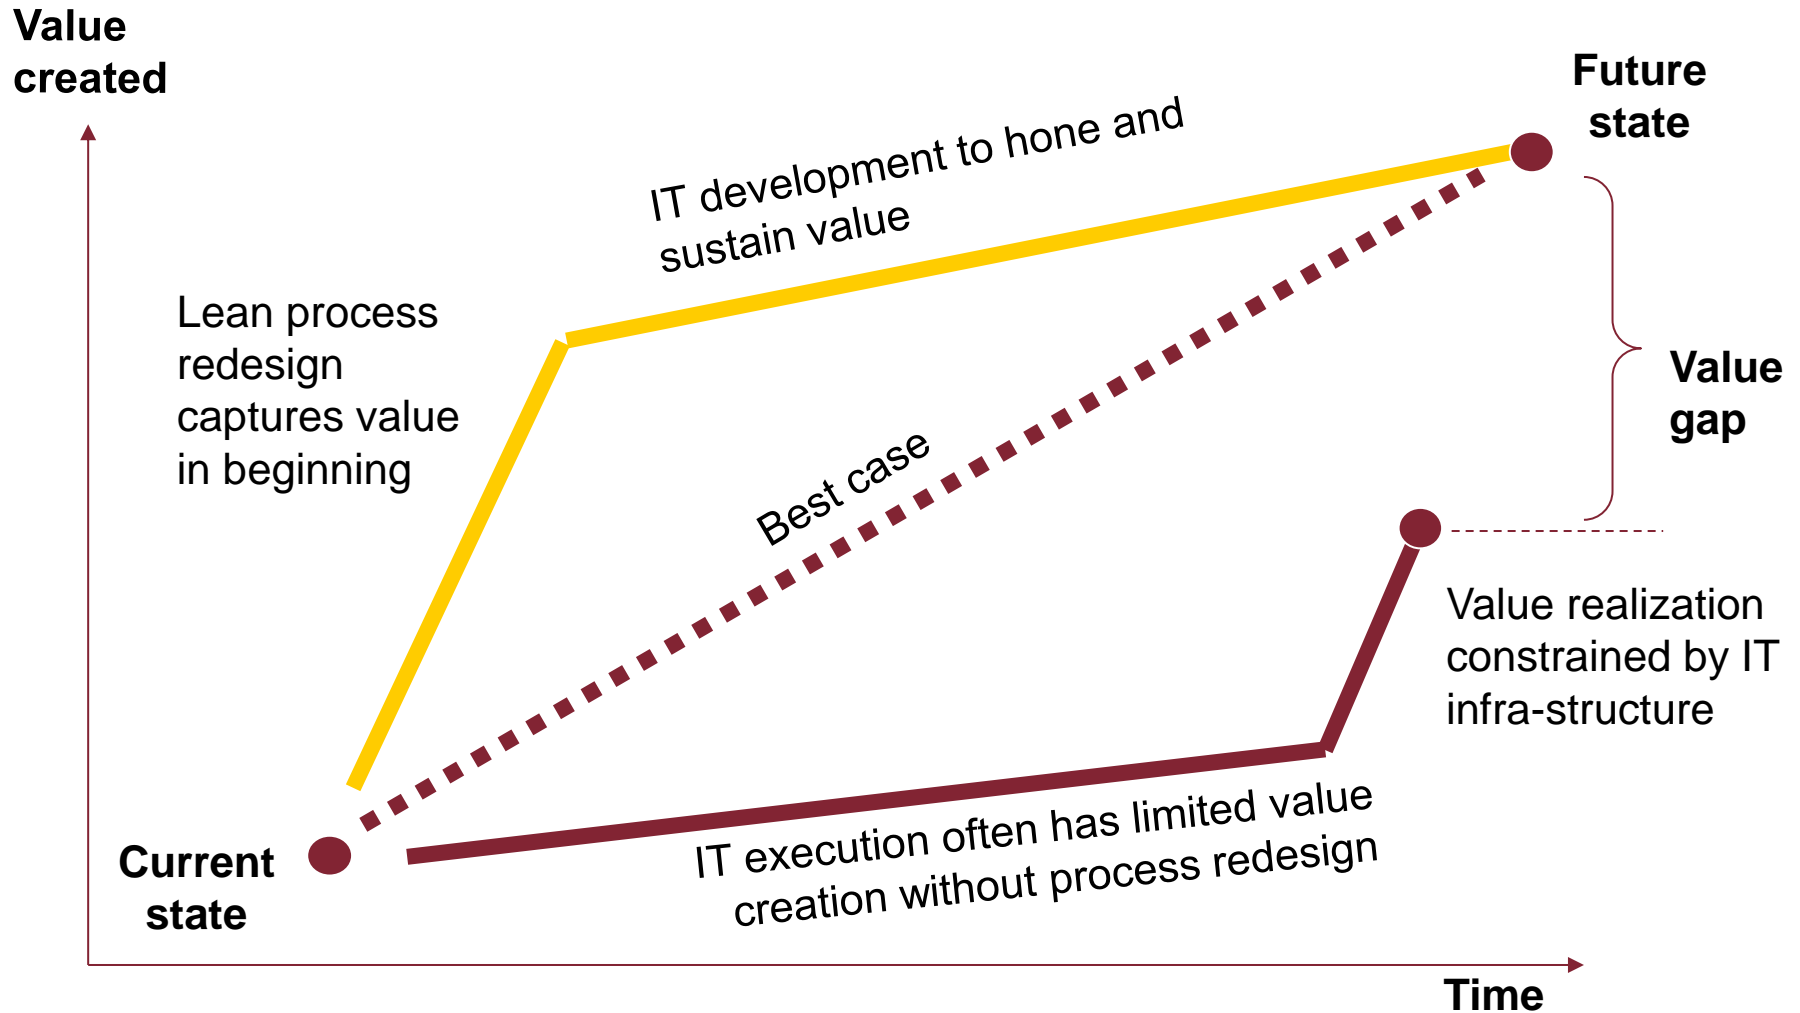 Value
created
Future
state
IT development to hone and
sustain value
Lean process
redesign
captures value
in beginning
Value
gap
Best case
Value realization
constrained by IT
infra-structure
IT execution often has limited value
creation without process redesign
Current
state
Time